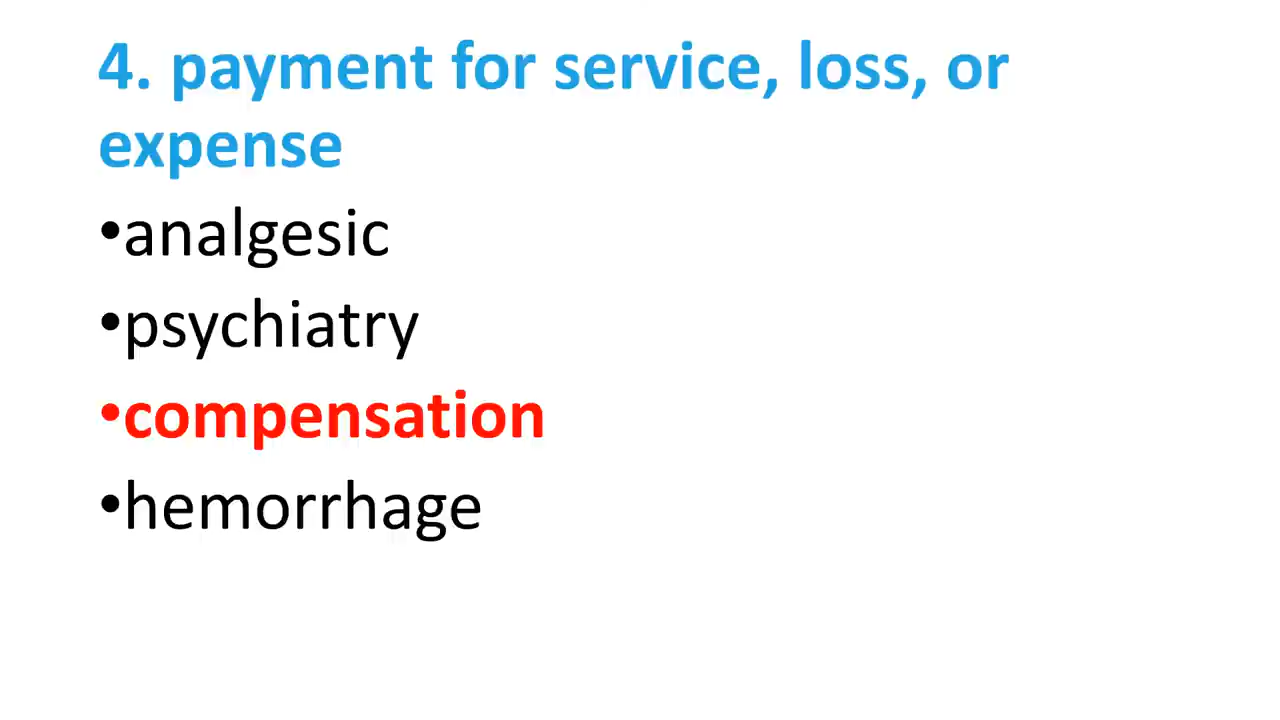 4. payment for service, loss, or
expense
•analgesic
•psychiatry
•compensation
•hemorrhage